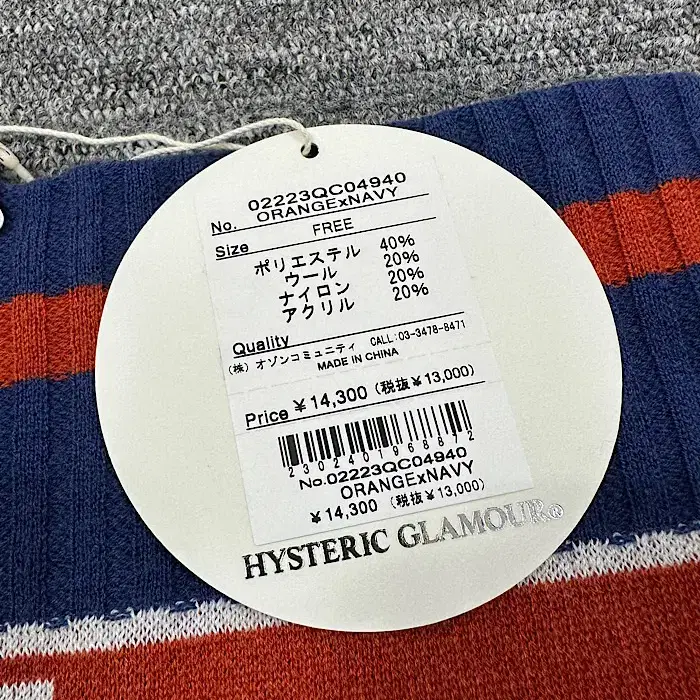 No. 02223QC04940
ORANGExNAVY
Size FREE
ポリエステル 40%
ウール 20%
ナイロン 20%
アクリル 20%
Quality
(株) オゾンコミュニティ CALL:03-3478-8471
MADE IN CHINA
Price ¥14,300 (税抜¥13,000)
2302401968872
No.02223QC04940
ORANGExNAVY
¥14,300 (税抜¥13,000)
HYSTERIC GLAMOUR®